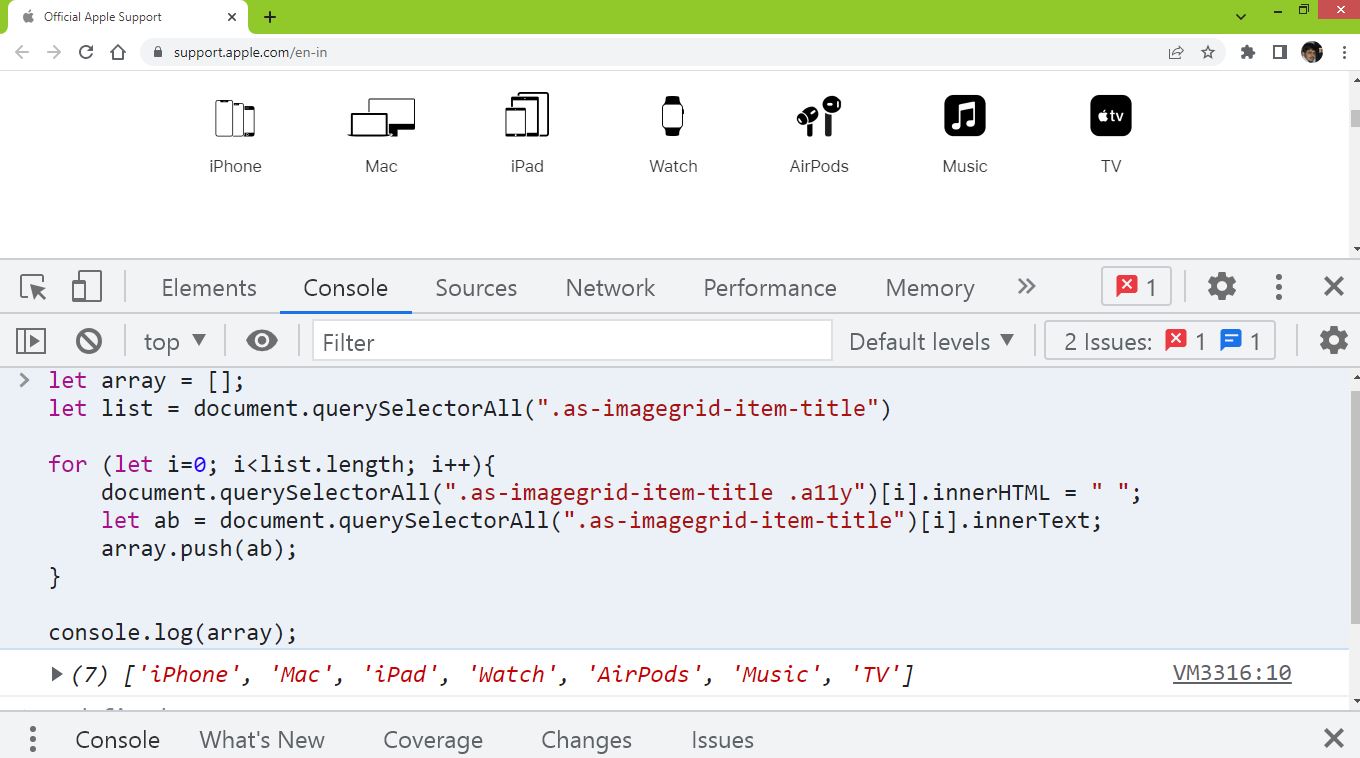 Official Apple Support
support.apple.com/en-in
tv
iPhone Mac iPad Watch AirPods Music TV
Elements Console Sources Network Performance Memory 1
top Filter Default levels 2 Issues: 1 1
let array = [];
let list = document.querySelectorAll(".as-imagegrid-item-title")
for (let i=0; i<list.length; i++){
document.querySelectorAll(".as-imagegrid-item-title .a11y")[i].innerHTML = " ";
let ab = document.querySelectorAll(".as-imagegrid-item-title")[i].innerText;
array.push(ab);
}
console.log(array);
(7) ['iPhone', 'Mac', 'iPad', 'Watch', 'AirPods', 'Music', 'TV'] VM3316:10
Console What's New Coverage Changes Issues